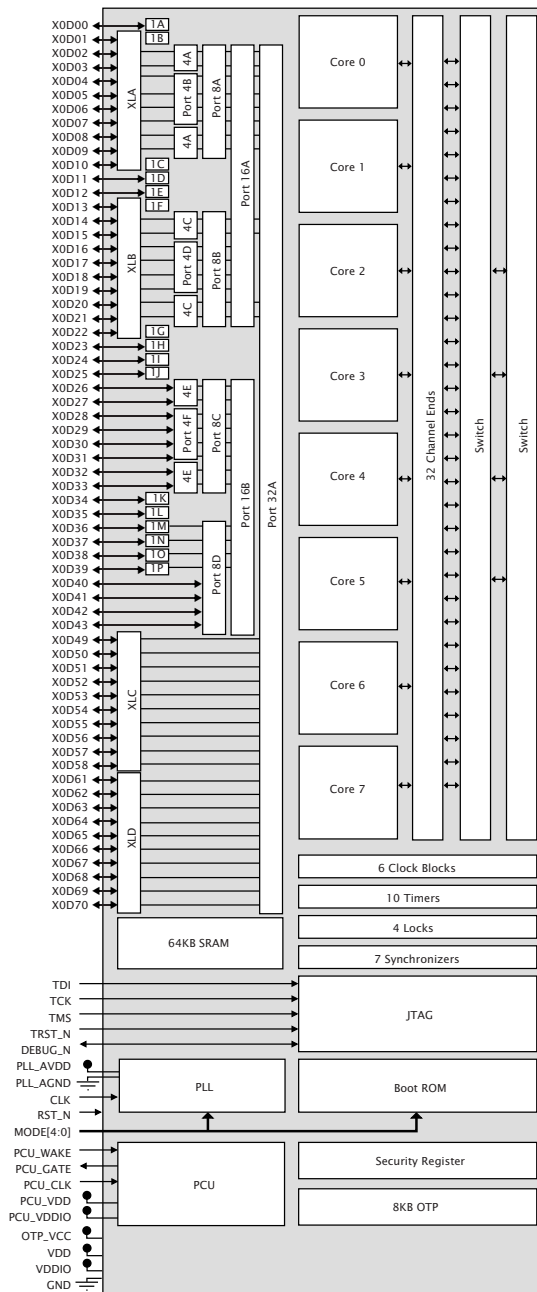 X0D00
X0D01
X0D02
X0D03
X0D04
X0D05
X0D06
X0D07
X0D08
X0D09
X0D10
X0D11
X0D12
X0D13
X0D14
X0D15
X0D16
X0D17
X0D18
X0D19
X0D20
X0D21
X0D22
X0D23
X0D24
X0D25
X0D26
X0D27
X0D28
X0D29
X0D30
X0D31
X0D32
X0D33
X0D34
X0D35
X0D36
X0D37
X0D38
X0D39
X0D40
X0D41
X0D42
X0D43
X0D49
X0D50
X0D51
X0D52
X0D53
X0D54
X0D55
X0D56
X0D57
X0D58
X0D61
X0D62
X0D63
X0D64
X0D65
X0D66
X0D67
X0D68
X0D69
X0D70
TDI
TCK
TMS
TRST_N
DEBUG_N
PLL_AVDD
PLL_AGND
CLK
RST_N
MODE[4:0]
PCU_WAKE
PCU_GATE
PCU_CLK
PCU_VDD
PCU_VDDIO
OTP_VCC
VDD
VDDIO
GND
XLA
XLB
XLC
XLD
1A
1B
1C
1D
1E
1F
1G
1H
1I
1J
1K
1L
1M
1N
1O
1P
4A
Port 4B
4A
4C
Port 4D
4C
4E
Port 4F
4E
Port 8A
Port 8B
Port 8C
Port 8D
Port 16A
Port 16B
Port 32A
Core 0
Core 1
Core 2
Core 3
Core 4
Core 5
Core 6
Core 7
32 Channel Ends
Switch
Switch
6 Clock Blocks
10 Timers
4 Locks
7 Synchronizers
64KB SRAM
JTAG
PLL
Boot ROM
PCU
Security Register
8KB OTP